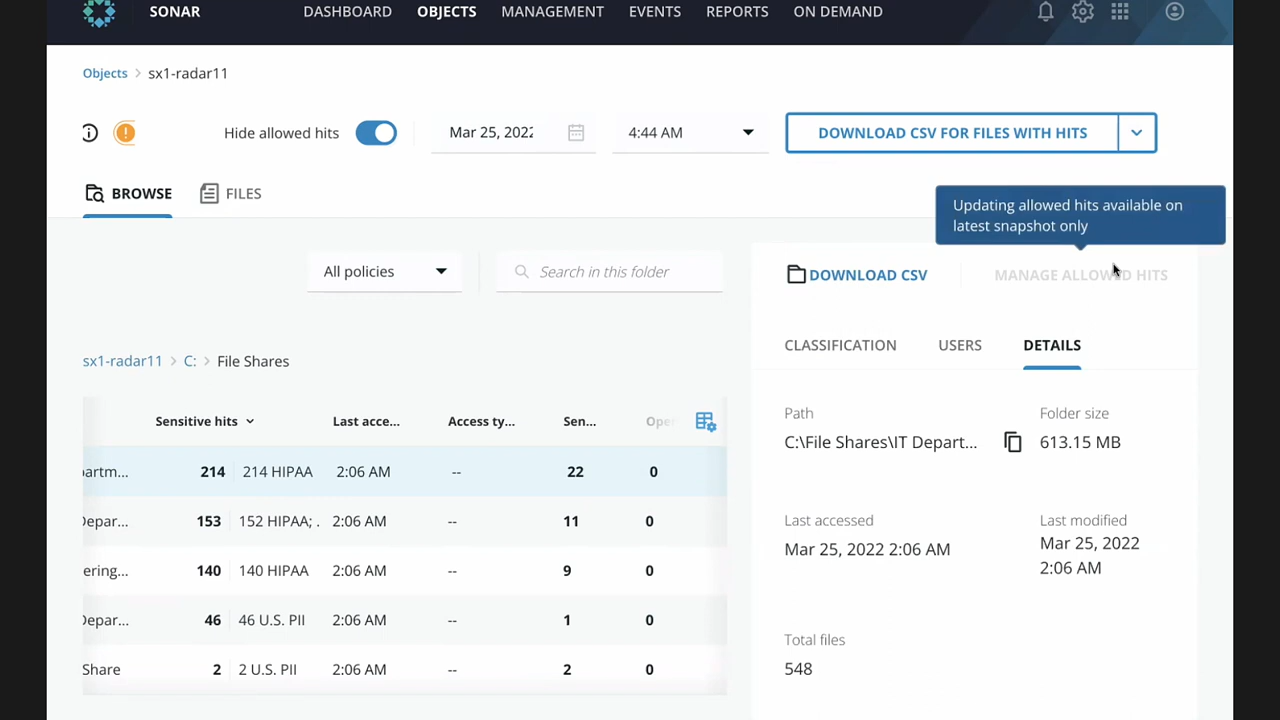 SONAR DASHBOARD OBJECTS MANAGEMENT EVENTS REPORTS ON DEMAND
Objects > sx1-radar11
Hide allowed hits Mar 25, 2022 4:44 AM DOWNLOAD CSV FOR FILES WITH HITS
BROWSE FILES
Updating allowed hits available on
latest snapshot only
All policies Search in this folder DOWNLOAD CSV MANAGE ALLOWED HITS
CLASSIFICATION USERS DETAILS
sx1-radar11 > C: > File Shares
Sensitive hits Last acce... Access ty... Sen... Ope
artm... 214 214 HIPAA 2:06 AM -- 22 0
Depar... 153 152 HIPAA; . 2:06 AM -- 11 0
ering... 140 140 HIPAA 2:06 AM -- 9 0
Depar... 46 46 U.S. PII 2:06 AM -- 1 0
Share 2 2 U.S. PII 2:06 AM -- 2 0
Path Folder size
C:\File Shares\IT Depart... 613.15 MB
Last accessed Last modified
Mar 25, 2022 2:06 AM Mar 25, 2022
2:06 AM
Total files
548